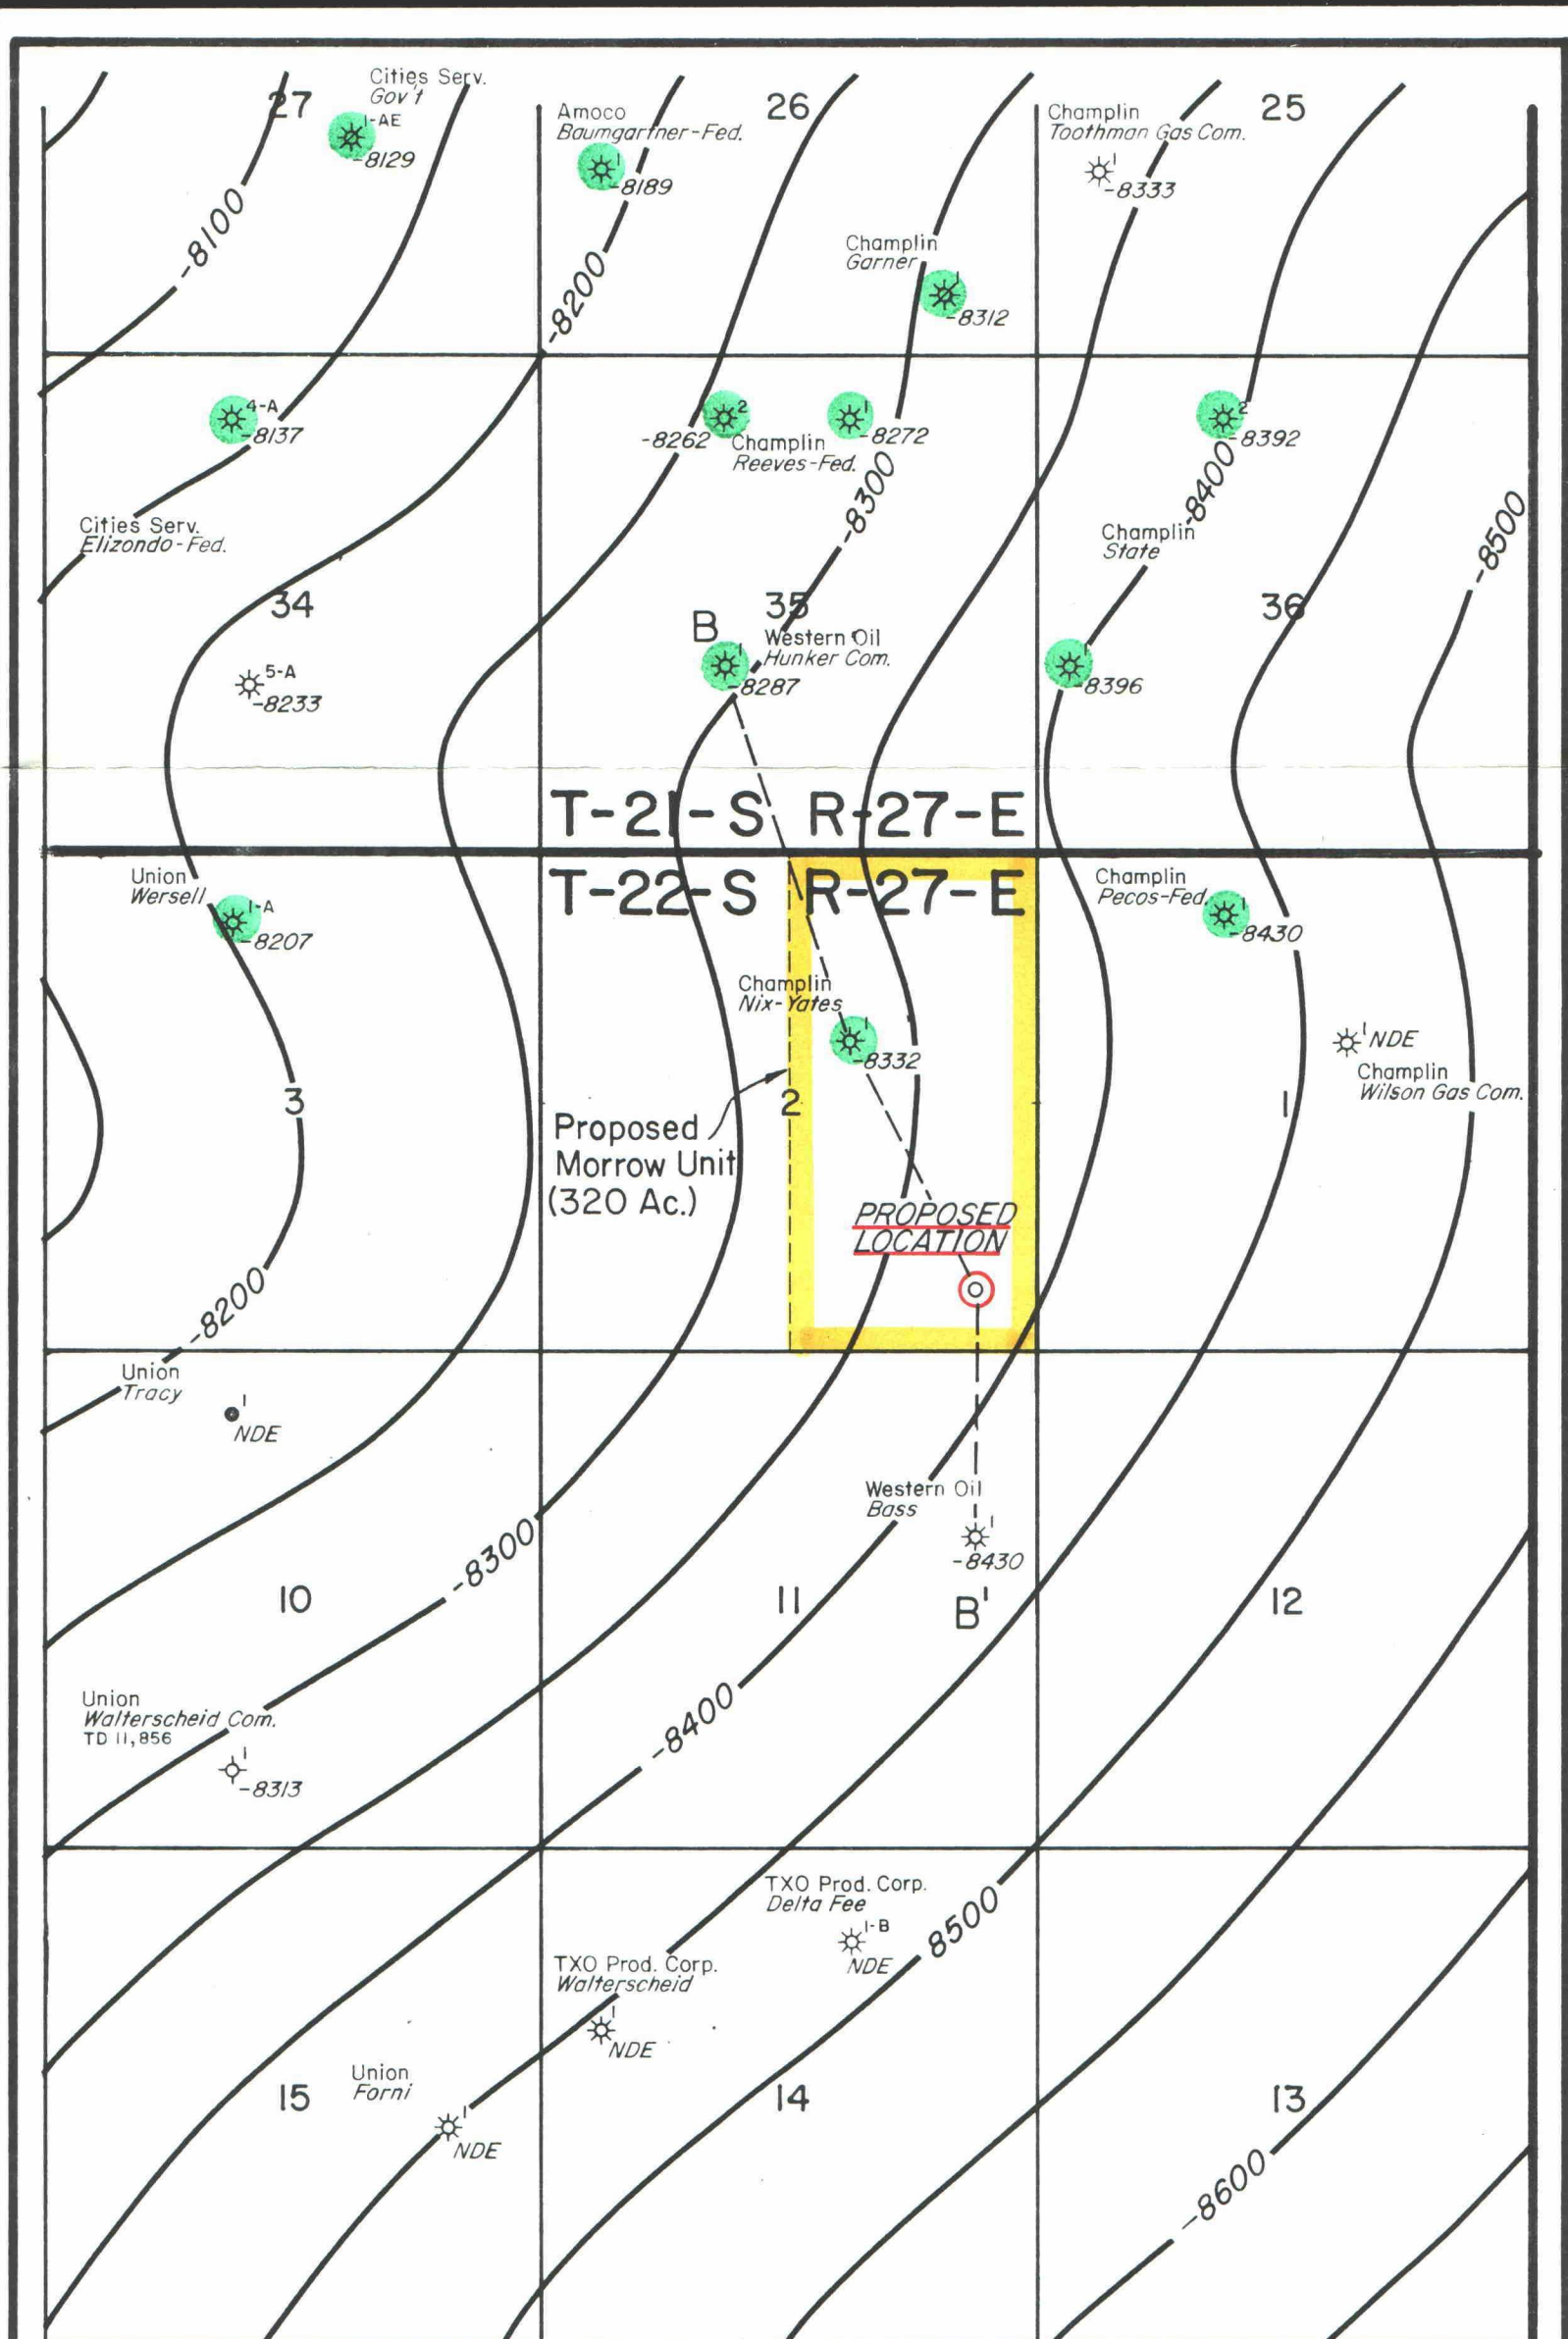 27
Cities Serv.
Gov't
1-AE
-8129
Amoco
Baumgartner-Fed.
1
-8189
26
Champlin
Toothman Gas Com.
1
-8333
25
-8100
-8200
Champlin
Garner
1
-8312
4-A
-8137
2
-8262
Champlin
Reeves-Fed.
1
-8272
2
-8392
-8300
-8400
-8500
Cities Serv.
Elizondo-Fed.
Champlin
State
34
35
36
B
1
Western Oil
Hunker Com.
-8287
5-A
-8233
1
-8396
T-21-S R-27-E
T-22-S R-27-E
Union
Wersell
1-A
-8207
Champlin
Pecos-Fed.
1
-8430
Champlin
Nix-Yates
1
-8332
1 NDE
Champlin
Wilson Gas Com.
3
2
1
Proposed
Morrow Unit
(320 Ac.)
PROPOSED
LOCATION
-8200
Union
Tracy
1
NDE
Western Oil
Bass
1
-8430
B'
-8300
10
11
12
Union
Walterscheid Com.
TD 11,856
1
-8313
-8400
TXO Prod. Corp.
Delta Fee
1-B
NDE
8500
TXO Prod. Corp.
Walterscheid
1
NDE
Union
Forni
1
NDE
15
14
13
-8600